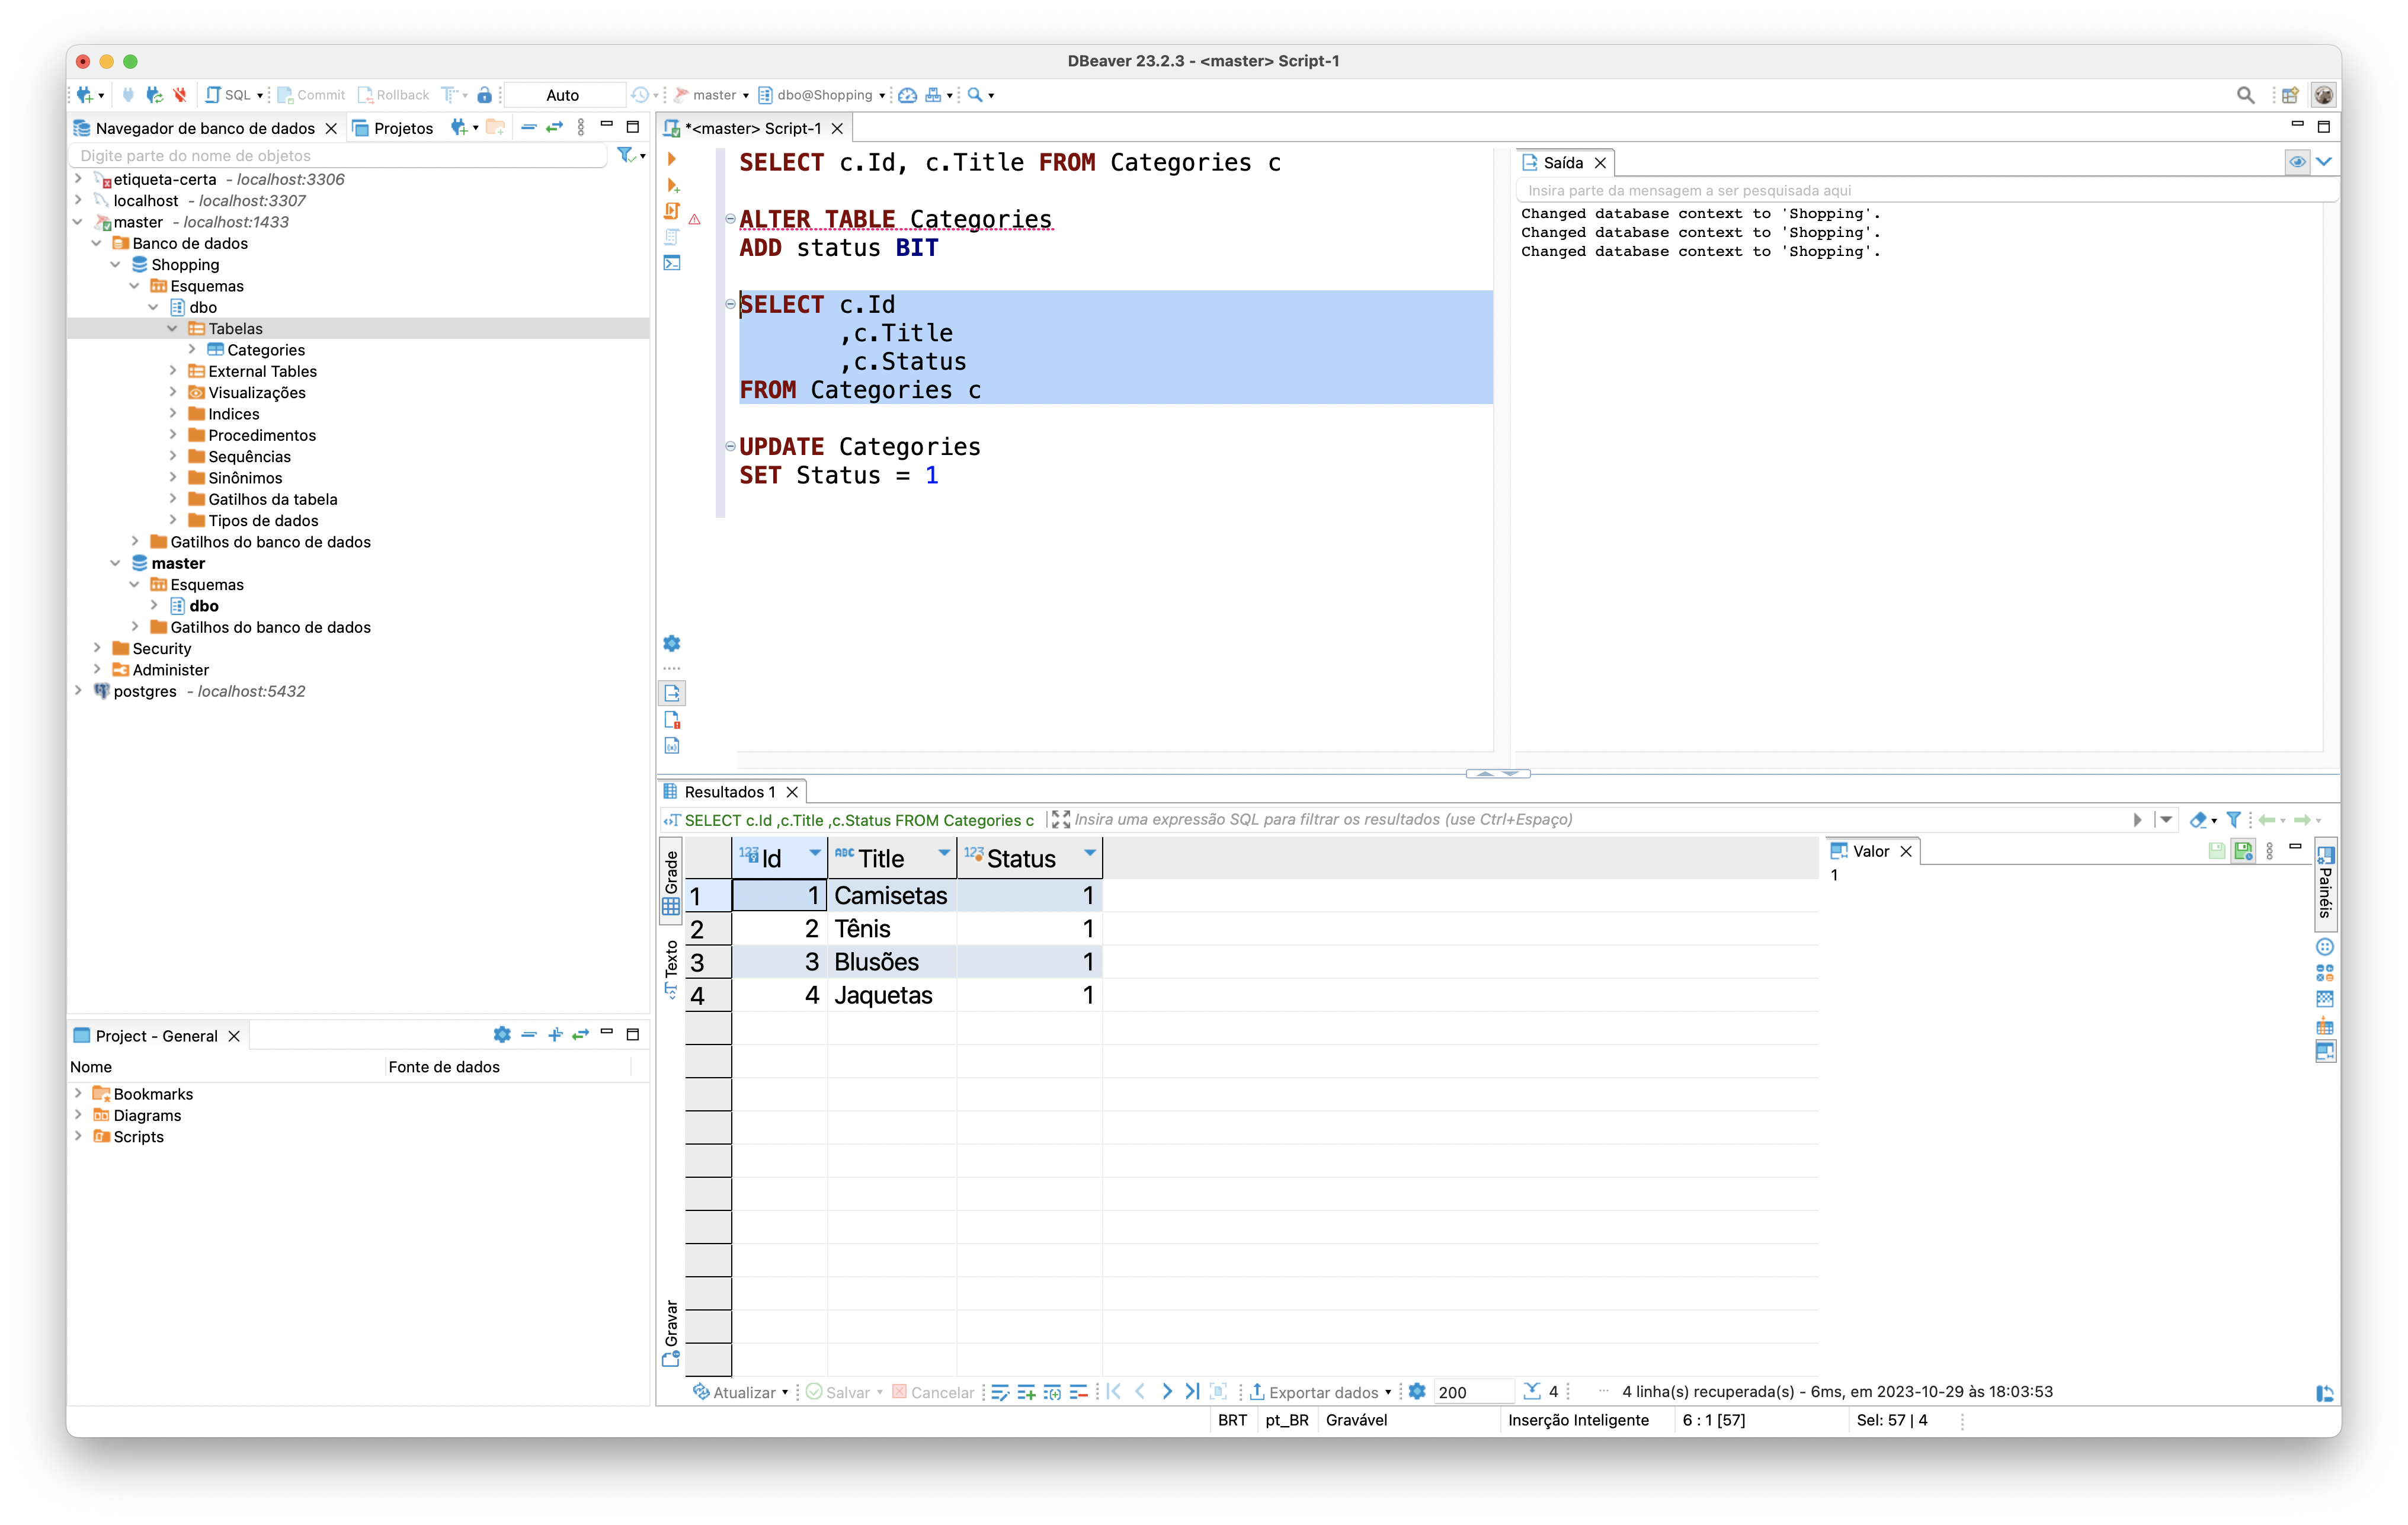 DBeaver 23.2.3 - <master> Script-1
SQL Commit Rollback Auto master dbo@Shopping
Navegador de banco de dados Projetos
Digite parte do nome de objetos
etiqueta-certa - localhost:3306
localhost - localhost:3307
master - localhost:1433
Banco de dados
Shopping
Esquemas
dbo
Tabelas
Categories
External Tables
Visualizações
Indices
Procedimentos
Sequências
Sinônimos
Gatilhos da tabela
Tipos de dados
Gatilhos do banco de dados
master
Esquemas
dbo
Gatilhos do banco de dados
Security
Administer
postgres - localhost:5432
Project - General
Nome Fonte de dados
Bookmarks
Diagrams
Scripts
*<master> Script-1
SELECT c.Id, c.Title FROM Categories c
ALTER TABLE Categories
ADD status BIT
SELECT c.Id
,c.Title
,c.Status
FROM Categories c
UPDATE Categories
SET Status = 1
Saída
Insira parte da mensagem a ser pesquisada aqui
Changed database context to 'Shopping'.
Changed database context to 'Shopping'.
Changed database context to 'Shopping'.
Resultados 1
SELECT c.Id ,c.Title ,c.Status FROM Categories c Insira uma expressão SQL para filtrar os resultados (use Ctrl+Espaço)
Grade
Texto
Gravar
123 Id ABC Title 123 Status
1 1 Camisetas 1
2 2 Tênis 1
3 3 Blusões 1
4 4 Jaquetas 1
Valor
1
Painéis
Atualizar Salvar Cancelar Exportar dados 200 4 ... 4 linha(s) recuperada(s) - 6ms, em 2023-10-29 às 18:03:53
BRT pt_BR Gravável Inserção Inteligente 6 : 1 [57] Sel: 57 | 4